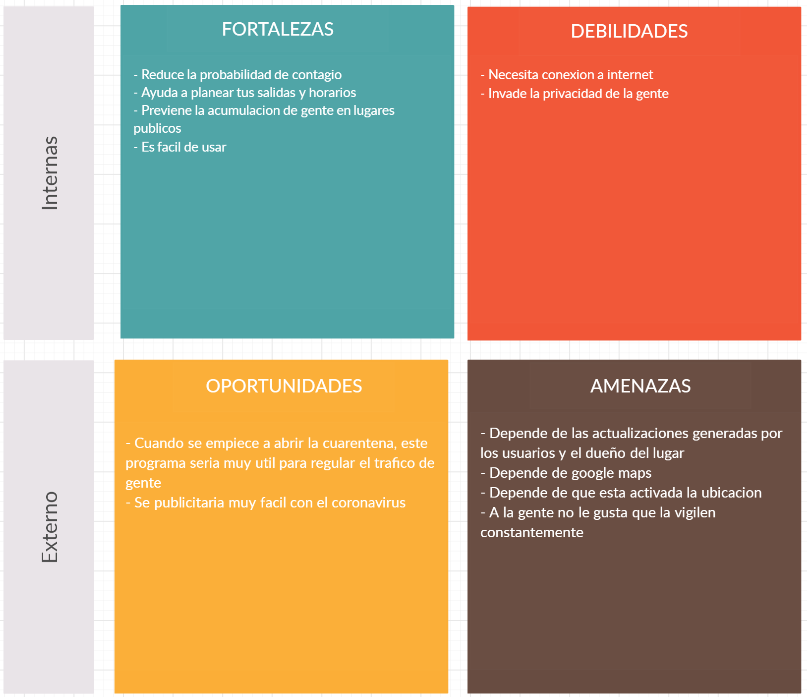 Internas
FORTALEZAS
- Reduce la probabilidad de contagio
- Ayuda a planear tus salidas y horarios
- Previene la acumulacion de gente en lugares
publicos
- Es facil de usar
DEBILIDADES
- Necesita conexion a internet
- Invade la privacidad de la gente
Externo
OPORTUNIDADES
- Cuando se empiece a abrir la cuarentena, este
programa seria muy util para regular el trafico de
gente
- Se publicitaria muy facil con el coronavirus
AMENAZAS
- Depende de las actualizaciones generadas por
los usuarios y el dueño del lugar
- Depende de google maps
- Depende de que esta activada la ubicacion
- A la gente no le gusta que la vigilen
constantemente